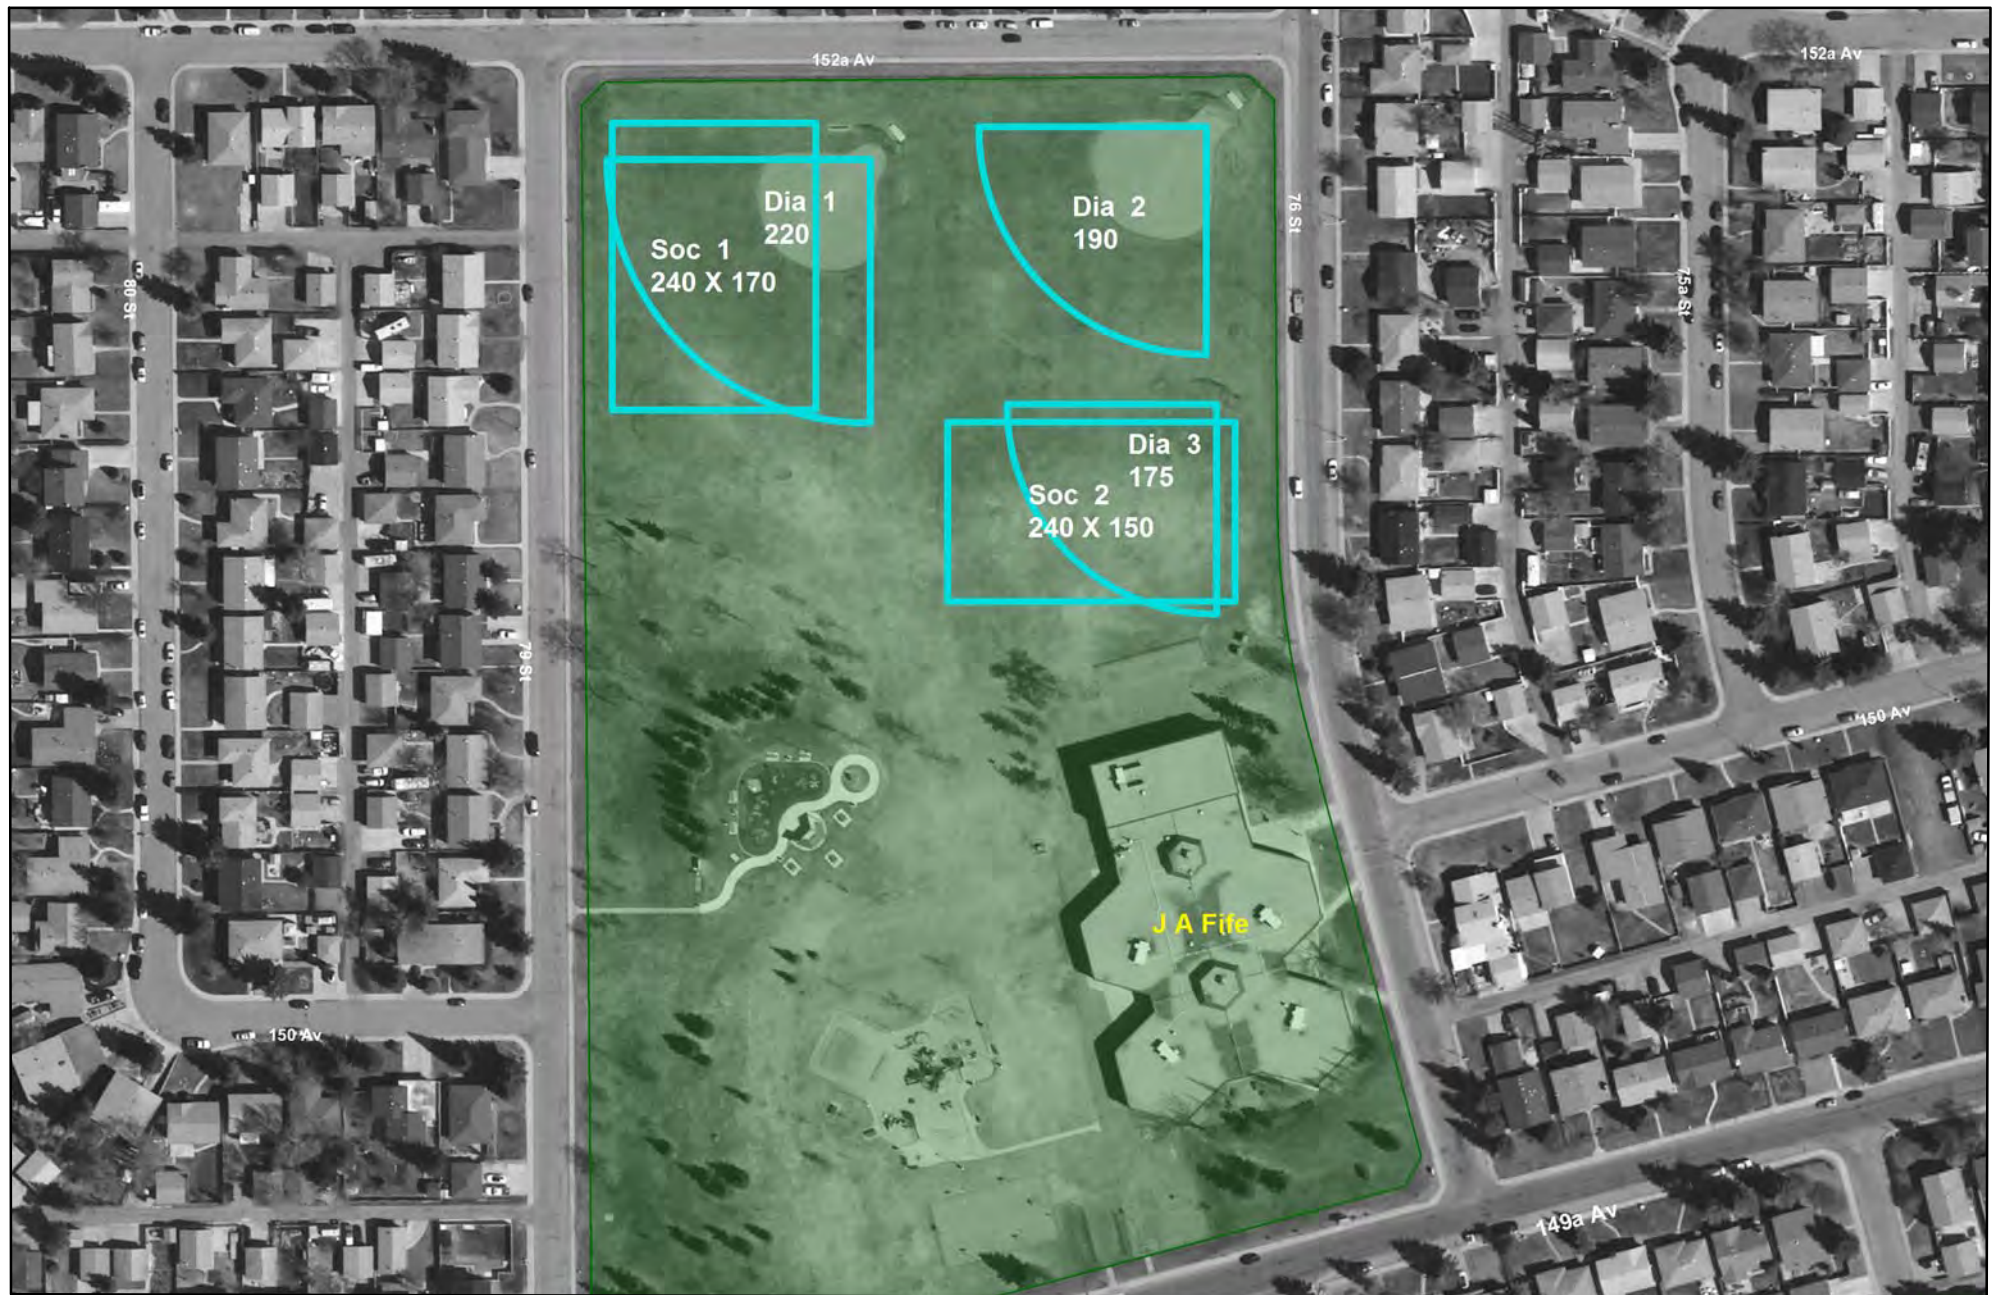 152a Av
152a Av
Dia 1
220
Dia 2
190
76 St
Soc 1
240 X 170
80 St
75a St
Dia 3
175
Soc 2
240 X 150
79 St
150 Av
J A Fife
150 Av
149a Av